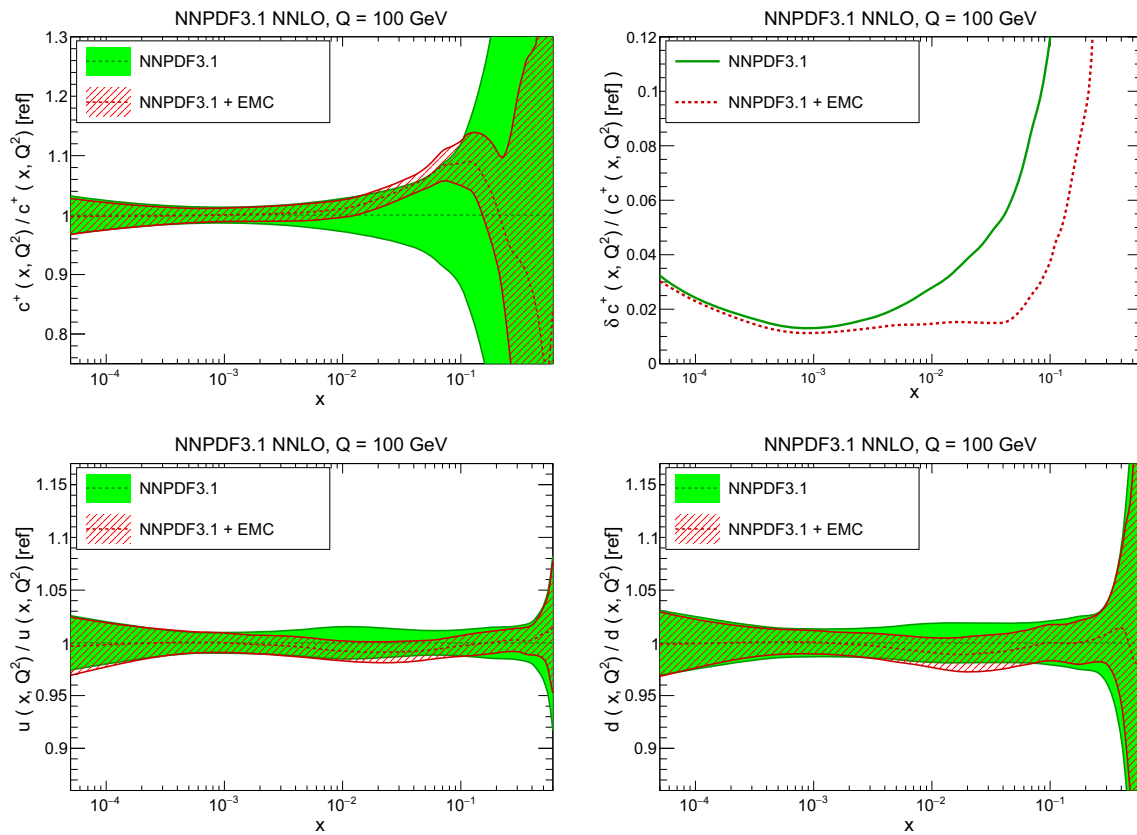 NNPDF3.1 NNLO, Q = 100 GeV
NNPDF3.1
NNPDF3.1 + EMC
c⁺ ( x, Q²) / c⁺ ( x, Q²) [ref]
1.3
1.2
1.1
1
0.9
0.8
10⁻⁴ 10⁻³ 10⁻² 10⁻¹
x
NNPDF3.1 NNLO, Q = 100 GeV
NNPDF3.1
NNPDF3.1 + EMC
δ c⁺ ( x, Q²) / ( c⁺ ( x, Q²) [ref] )
0.12
0.1
0.08
0.06
0.04
0.02
0
10⁻⁴ 10⁻³ 10⁻² 10⁻¹
x
NNPDF3.1 NNLO, Q = 100 GeV
NNPDF3.1
NNPDF3.1 + EMC
u ( x, Q²) / u ( x, Q²) [ref]
1.15
1.1
1.05
1
0.95
0.9
10⁻⁴ 10⁻³ 10⁻² 10⁻¹
x
NNPDF3.1 NNLO, Q = 100 GeV
NNPDF3.1
NNPDF3.1 + EMC
d ( x, Q²) / d ( x, Q²) [ref]
1.15
1.1
1.05
1
0.95
0.9
10⁻⁴ 10⁻³ 10⁻² 10⁻¹
x